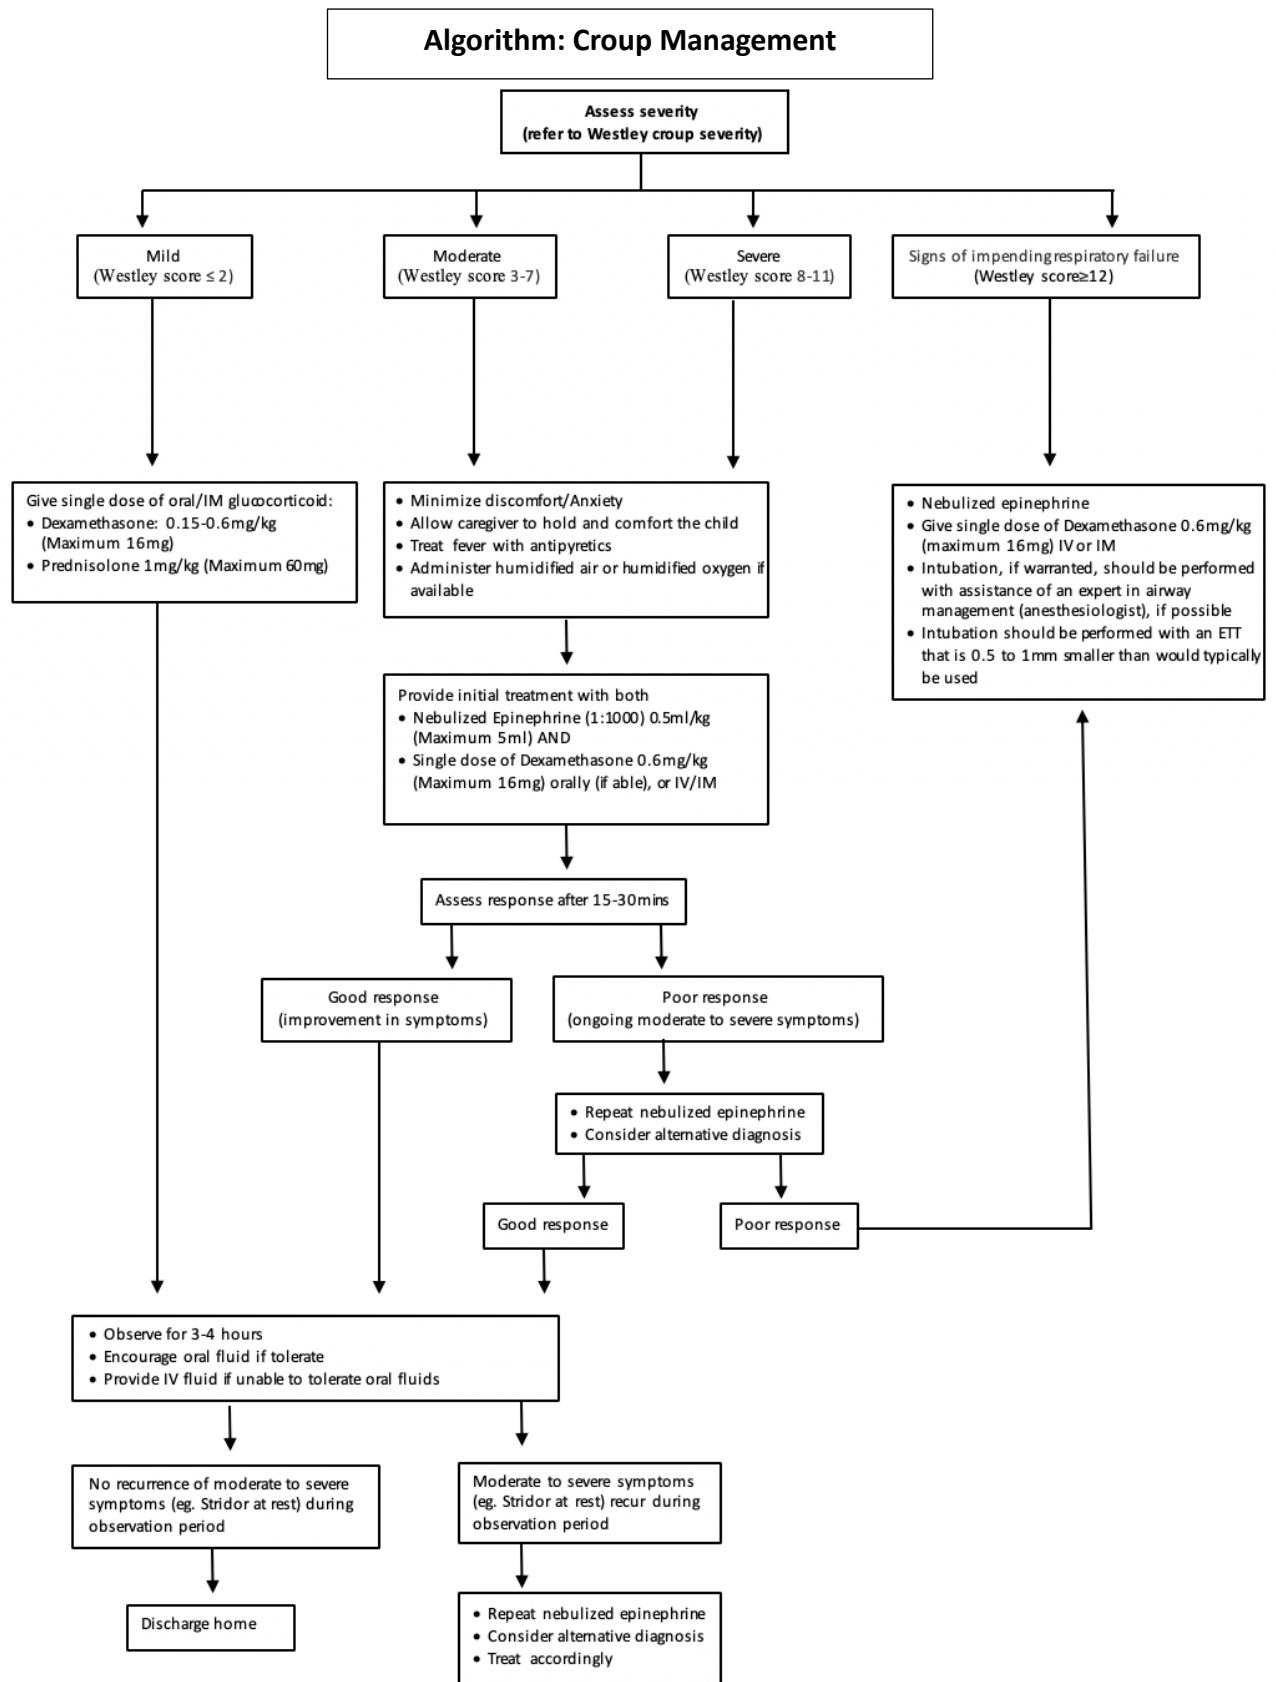 Algorithm: Croup Management
Assess severity
(refer to Westley croup severity)
Mild
(Westley score ≤ 2)
Moderate
(Westley score 3-7)
Severe
(Westley score 8-11)
Signs of impending respiratory failure
(Westley score≥12)
Give single dose of oral/IM glucocorticoid:
• Dexamethasone: 0.15-0.6mg/kg
(Maximum 16mg)
• Prednisolone 1mg/kg (Maximum 60mg)
• Minimize discomfort/Anxiety
• Allow caregiver to hold and comfort the child
• Treat fever with antipyretics
• Administer humidified air or humidified oxygen if
available
• Nebulized epinephrine
• Give single dose of Dexamethasone 0.6mg/kg
(maximum 16mg) IV or IM
• Intubation, if warranted, should be performed
with assistance of an expert in airway
management (anesthesiologist), if possible
• Intubation should be performed with an ETT
that is 0.5 to 1mm smaller than would typically
be used
Provide initial treatment with both
• Nebulized Epinephrine (1:1000) 0.5ml/kg
(Maximum 5ml) AND
• Single dose of Dexamethasone 0.6mg/kg
(Maximum 16mg) orally (if able), or IV/IM
Assess response after 15-30mins
Good response
(improvement in symptoms)
Poor response
(ongoing moderate to severe symptoms)
• Repeat nebulized epinephrine
• Consider alternative diagnosis
Good response
Poor response
• Observe for 3-4 hours
• Encourage oral fluid if tolerate
• Provide IV fluid if unable to tolerate oral fluids
No recurrence of moderate to severe
symptoms (eg. Stridor at rest) during
observation period
Moderate to severe symptoms
(eg. Stridor at rest) recur during
observation period
Discharge home
• Repeat nebulized epinephrine
• Consider alternative diagnosis
• Treat accordingly